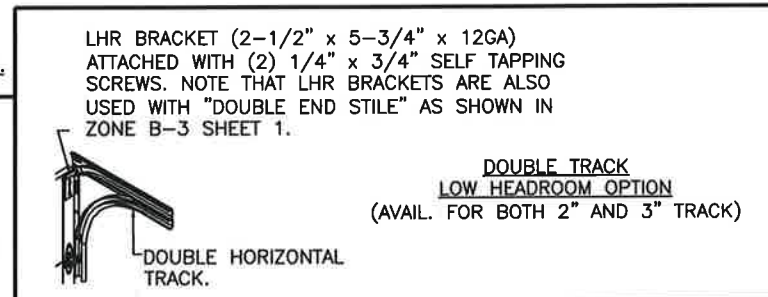 LHR BRACKET (2-1/2" x 5-3/4" x 12GA)
ATTACHED WITH (2) 1/4" x 3/4" SELF TAPPING
SCREWS. NOTE THAT LHR BRACKETS ARE ALSO
USED WITH "DOUBLE END STILE" AS SHOWN IN
ZONE B-3 SHEET 1.
DOUBLE TRACK
LOW HEADROOM OPTION
(AVAIL. FOR BOTH 2" AND 3" TRACK)
DOUBLE HORIZONTAL
TRACK.